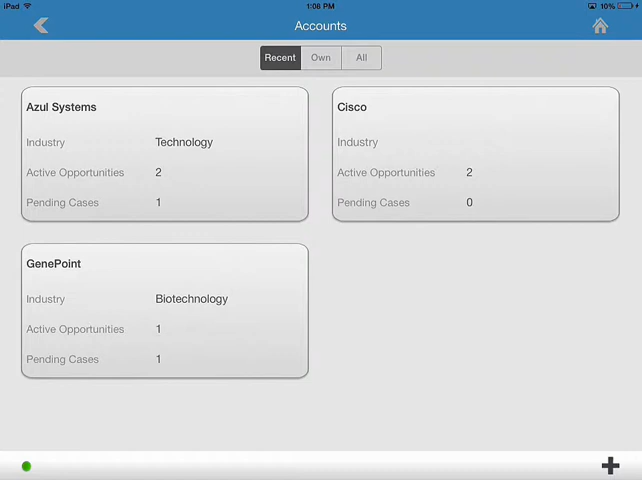 iPad 1:08 PM 10%
Accounts
Recent Own All
Azul Systems
Industry Technology
Active Opportunities 2
Pending Cases 1
Cisco
Industry
Active Opportunities 2
Pending Cases 0
GenePoint
Industry Biotechnology
Active Opportunities 1
Pending Cases 1